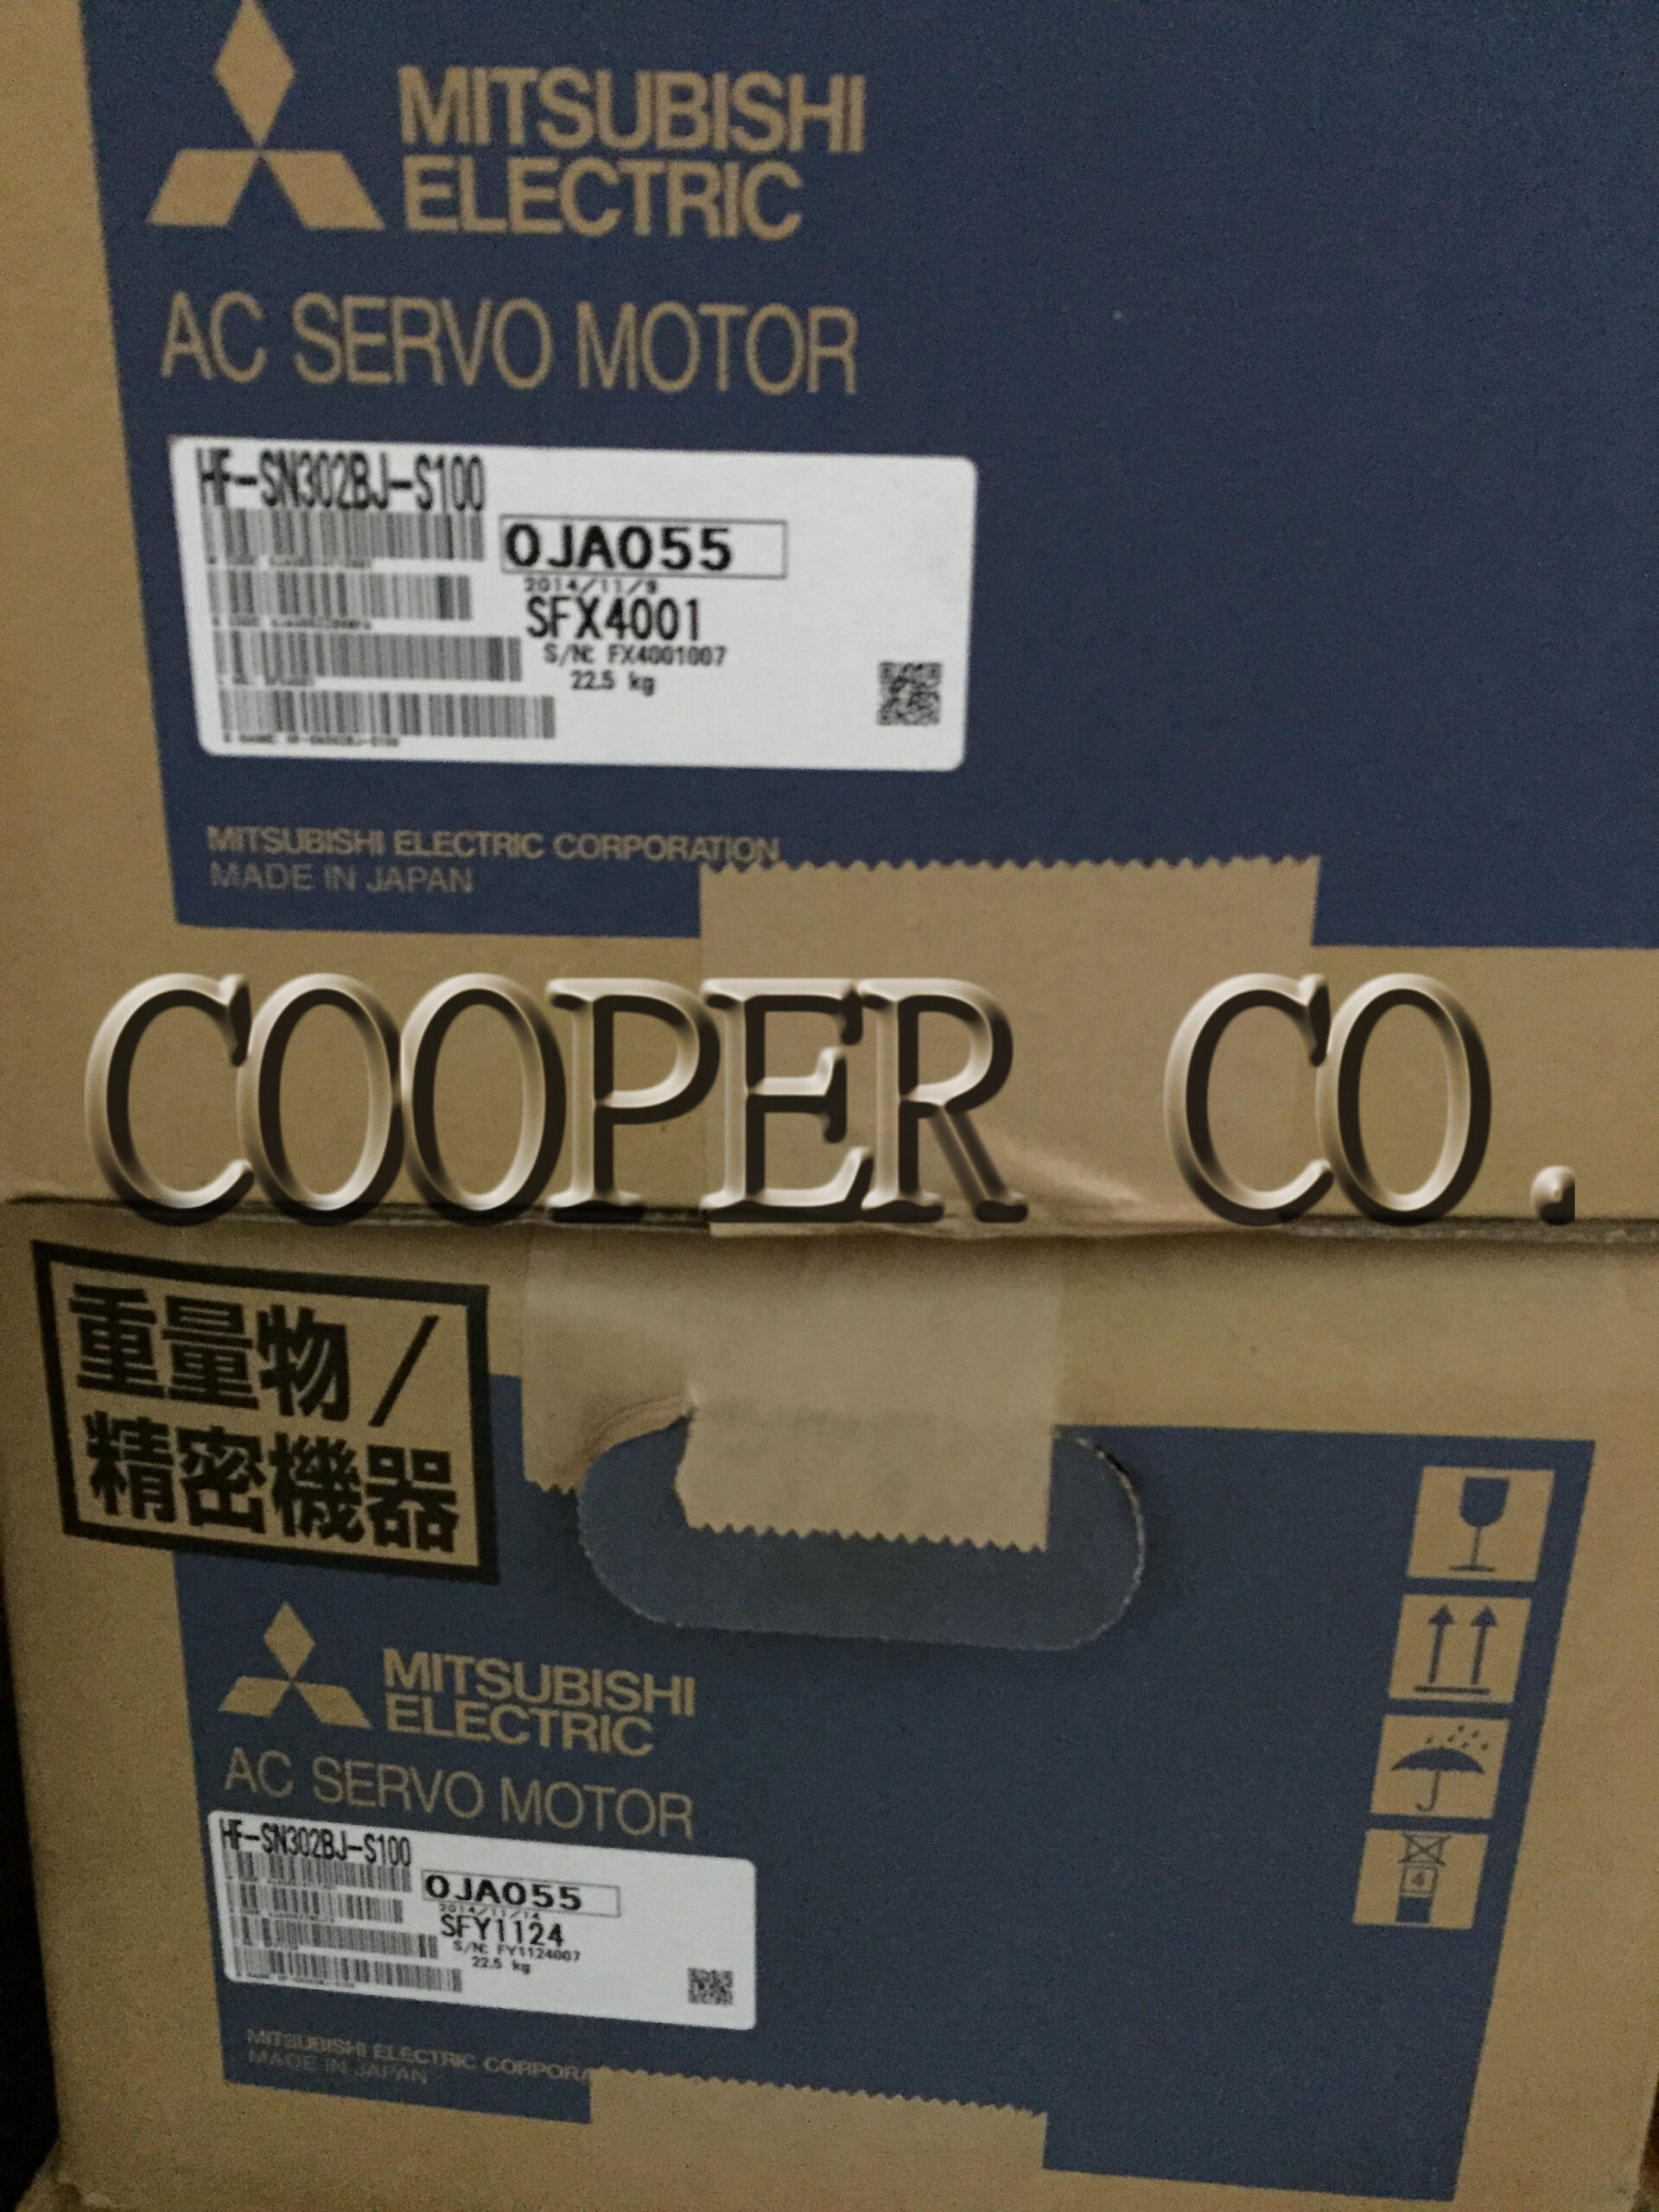 MITSUBISHI
ELECTRIC
AC SERVO MOTOR
HF-SN302BJ-S100
0JA055
2014/11/9
SFX4001
S/N: FX4001007
22.5 kg
MITSUBISHI ELECTRIC CORPORATION
MADE IN JAPAN
COOPER CO.
重量物/
精密機器
MITSUBISHI
ELECTRIC
AC SERVO MOTOR
HF-SN302BJ-S100
0JA055
2014/11/14
SFY1124
S/N: FY1124007
22.5 kg
4
MITSUBISHI ELECTRIC CORPORA
MADE IN JAPAN